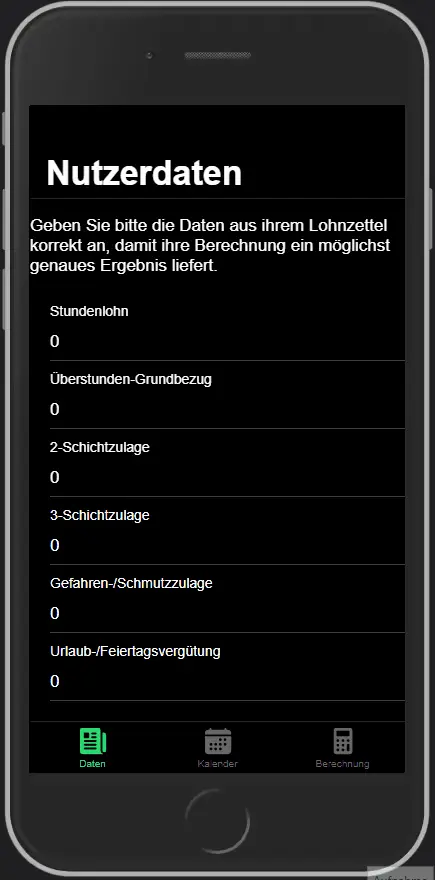 Nutzerdaten
Geben Sie bitte die Daten aus ihrem Lohnzettel
korrekt an, damit ihre Berechnung ein möglichst
genaues Ergebnis liefert.
Stundenlohn
0
Überstunden-Grundbezug
0
2-Schichtzulage
0
3-Schichtzulage
0
Gefahren-/Schmutzzulage
0
Urlaub-/Feiertagsvergütung
0
Daten
Kalender
Berechnung